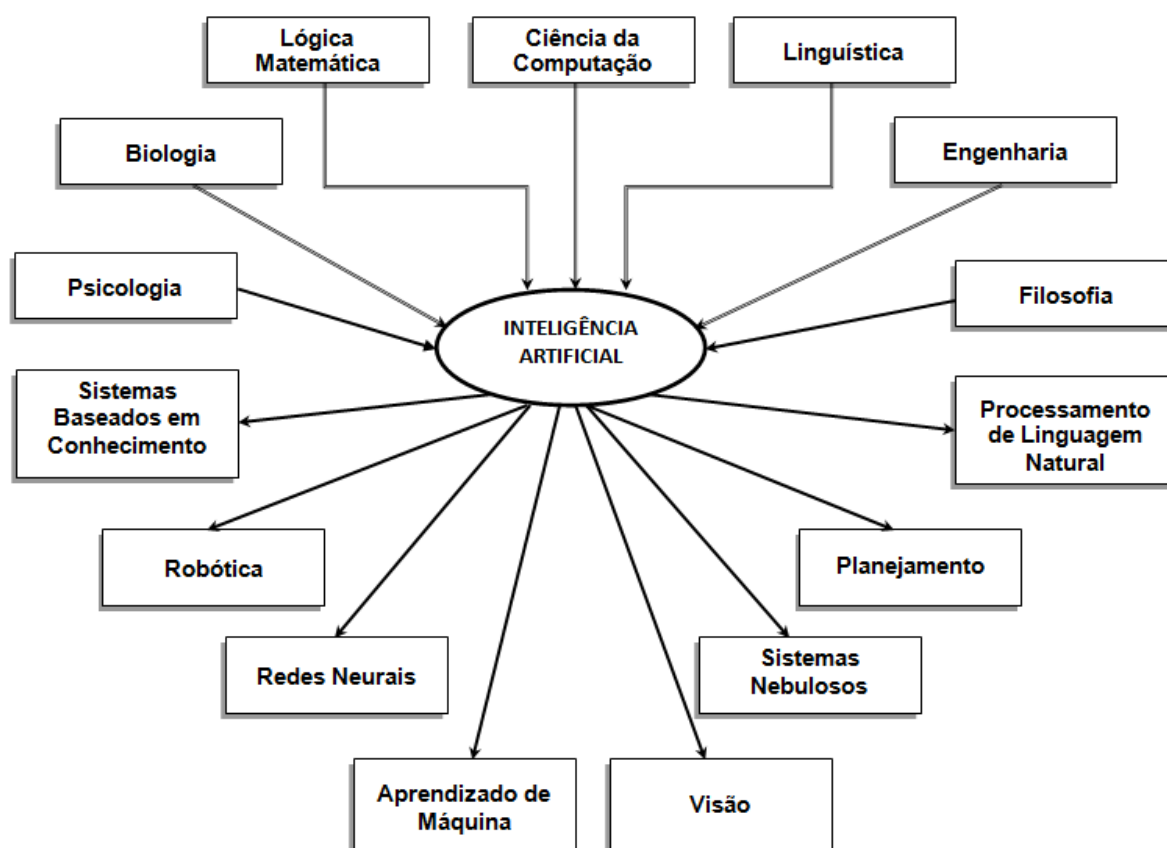 Lógica
Matemática
Ciência da
Computação
Linguística
Biologia
Engenharia
Psicologia
Filosofia
INTELIGÊNCIA
ARTIFICIAL
Sistemas
Baseados em
Conhecimento
Processamento
de Linguagem
Natural
Robótica
Planejamento
Redes Neurais
Sistemas
Nebulosos
Aprendizado de
Máquina
Visão